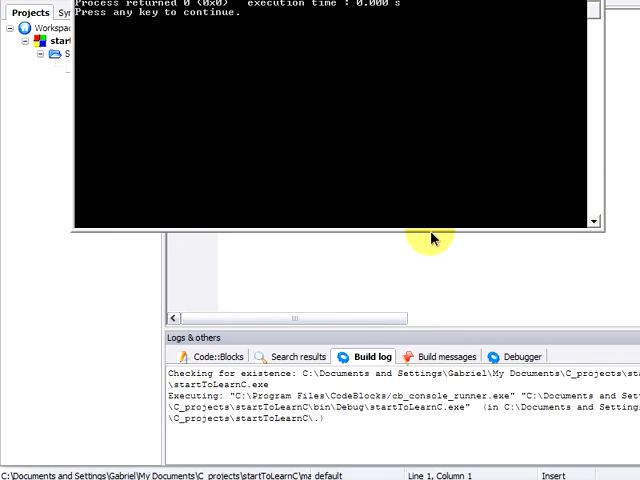 Process returned 0 (0x0)   execution time : 0.000 s
Press any key to continue.
Projects
Workspac
star
S
Logs & others
Code::Blocks
Search results
Build log
Build messages
Debugger
Checking for existence: C:\Documents and Settings\Gabriel\My Documents\C_projects\sta
\startToLearnC.exe
Executing: "C:\Program Files\CodeBlocks/cb_console_runner.exe" "C:\Documents and Set
\C_projects\startToLearnC\bin\Debug\startToLearnC.exe"  (in C:\Documents and Settings
\C_projects\startToLearnC\.)
C:\Documents and Settings\Gabriel\My Documents\C_projects\startToLearnC\ma
default
Line 1, Column 1
Insert